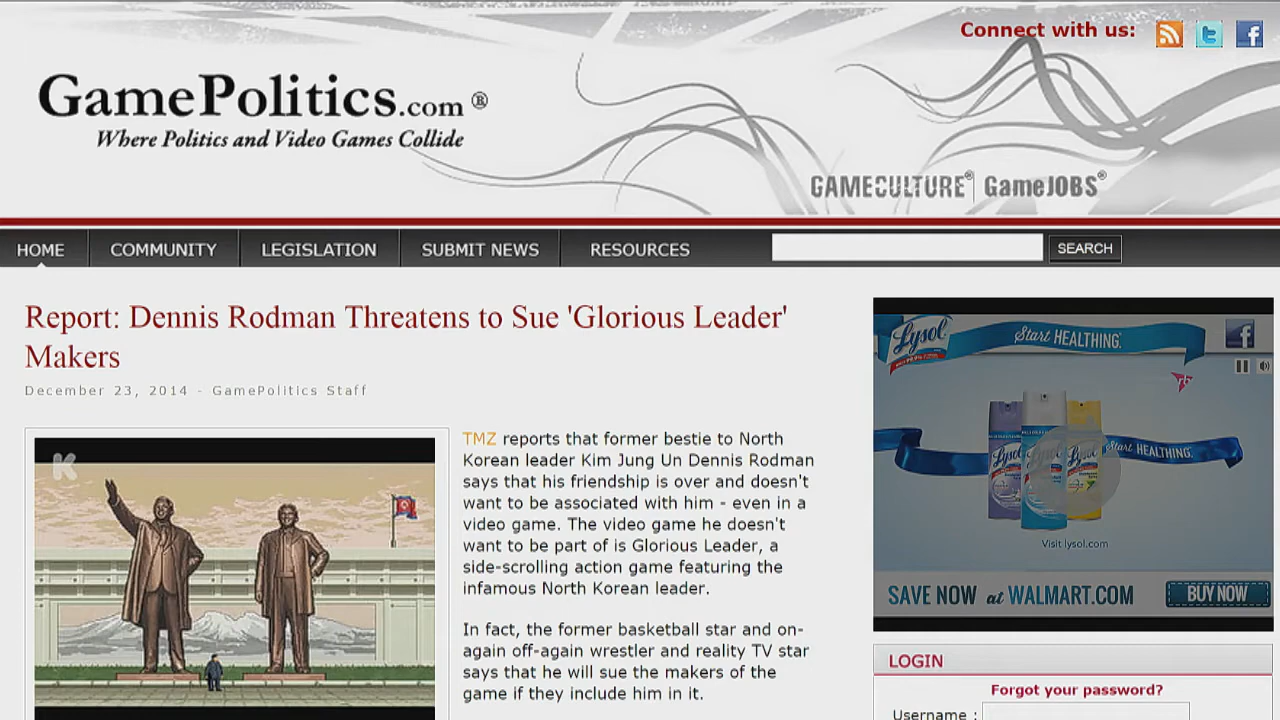 Connect with us:
GamePolitics.com ®
Where Politics and Video Games Collide
GAMECULTURE® GameJOBS®
HOME
COMMUNITY
LEGISLATION
SUBMIT NEWS
RESOURCES
SEARCH
Report: Dennis Rodman Threatens to Sue 'Glorious Leader'
Makers
December 23, 2014 - GamePolitics Staff
K
TMZ reports that former bestie to North
Korean leader Kim Jung Un Dennis Rodman
says that his friendship is over and doesn't
want to be associated with him - even in a
video game. The video game he doesn't
want to be part of is Glorious Leader, a
side-scrolling action game featuring the
infamous North Korean leader.
In fact, the former basketball star and on-
again off-again wrestler and reality TV star
says that he will sue the makers of the
game if they include him in it.
Lysol
Start HEALTHING.
Lysol Lysol Lysol
Start HEALTHING.
Visit lysol.com
SAVE NOW at WALMART.COM
BUY NOW
LOGIN
Forgot your password?
Username :